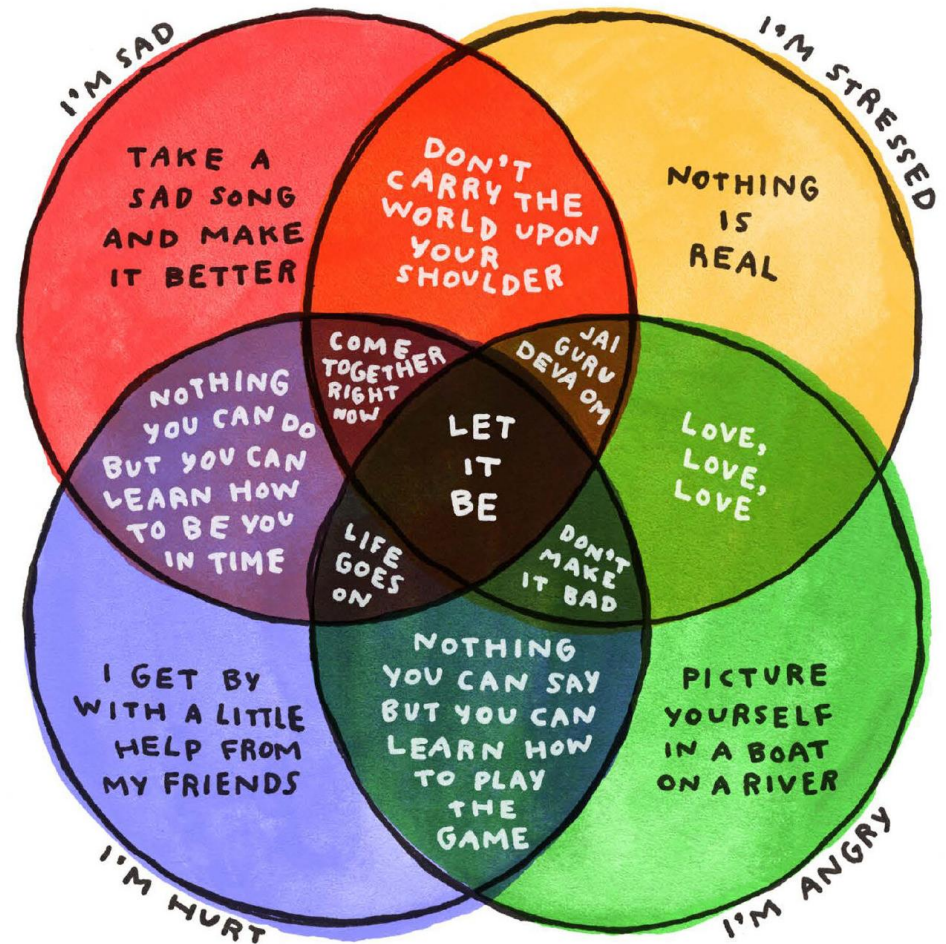 I'M SAD
I'M STRESSED
TAKE A
SAD SONG
AND MAKE
IT BETTER
DON'T
CARRY THE
WORLD UPON
YOUR
SHOULDER
NOTHING
IS
REAL
COME
TOGETHER
RIGHT
NOW
JAI
GURU
DEVA OM
NOTHING
YOU CAN DO
BUT YOU CAN
LEARN HOW
TO BE YOU
IN TIME
LET
IT
BE
LOVE,
LOVE,
LOVE
LIFE
GOES
ON
DON'T
MAKE
IT BAD
I GET BY
WITH A LITTLE
HELP FROM
MY FRIENDS
NOTHING
YOU CAN SAY
BUT YOU CAN
LEARN HOW
TO PLAY
THE
GAME
PICTURE
YOURSELF
IN A BOAT
ON A RIVER
I'M HURT
I'M ANGRY